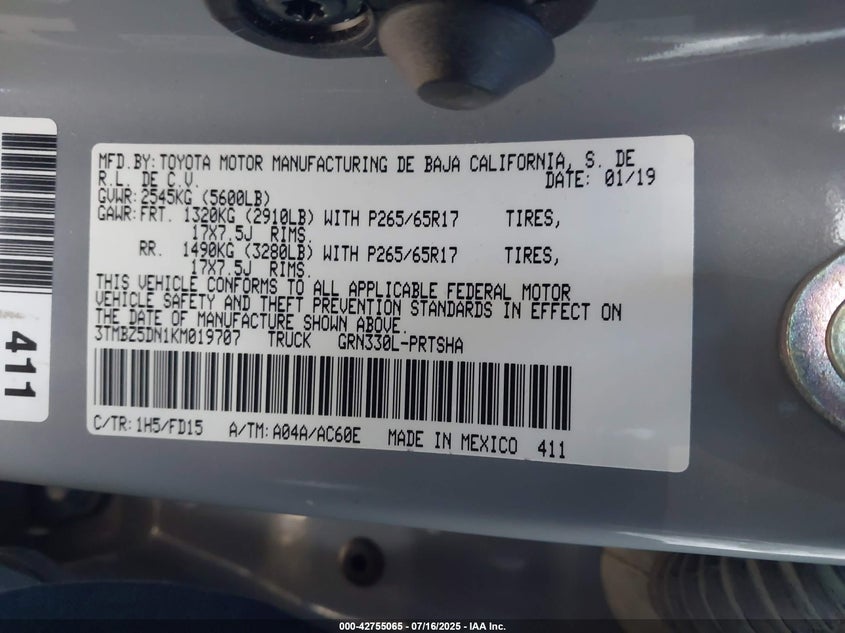 MFD.BY:TOYOTA MOTOR MANUFACTURING DE BAJA CALIFORNIA, S. DE
R.L. DE C.V. DATE: 01/19
GVWR:2545KG (5600LB)
GAWR:FRT. 1320KG (2910LB) WITH P265/65R17 TIRES,
17X7.5J RIMS.
RR. 1490KG (3280LB) WITH P265/65R17 TIRES,
17X7.5J RIMS.
THIS VEHICLE CONFORMS TO ALL APPLICABLE FEDERAL MOTOR
VEHICLE SAFETY AND THEFT PREVENTION STANDARDS IN EFFECT ON
THE DATE OF MANUFACTURE SHOWN ABOVE.
3TMBZ5DN1KM019707 TRUCK GRN330L-PRTSHA
C/TR:1H5/FD15 A/TM:A04A/AC60E MADE IN MEXICO 411
411
000-42755065 - 07/16/2025 - IAA Inc.